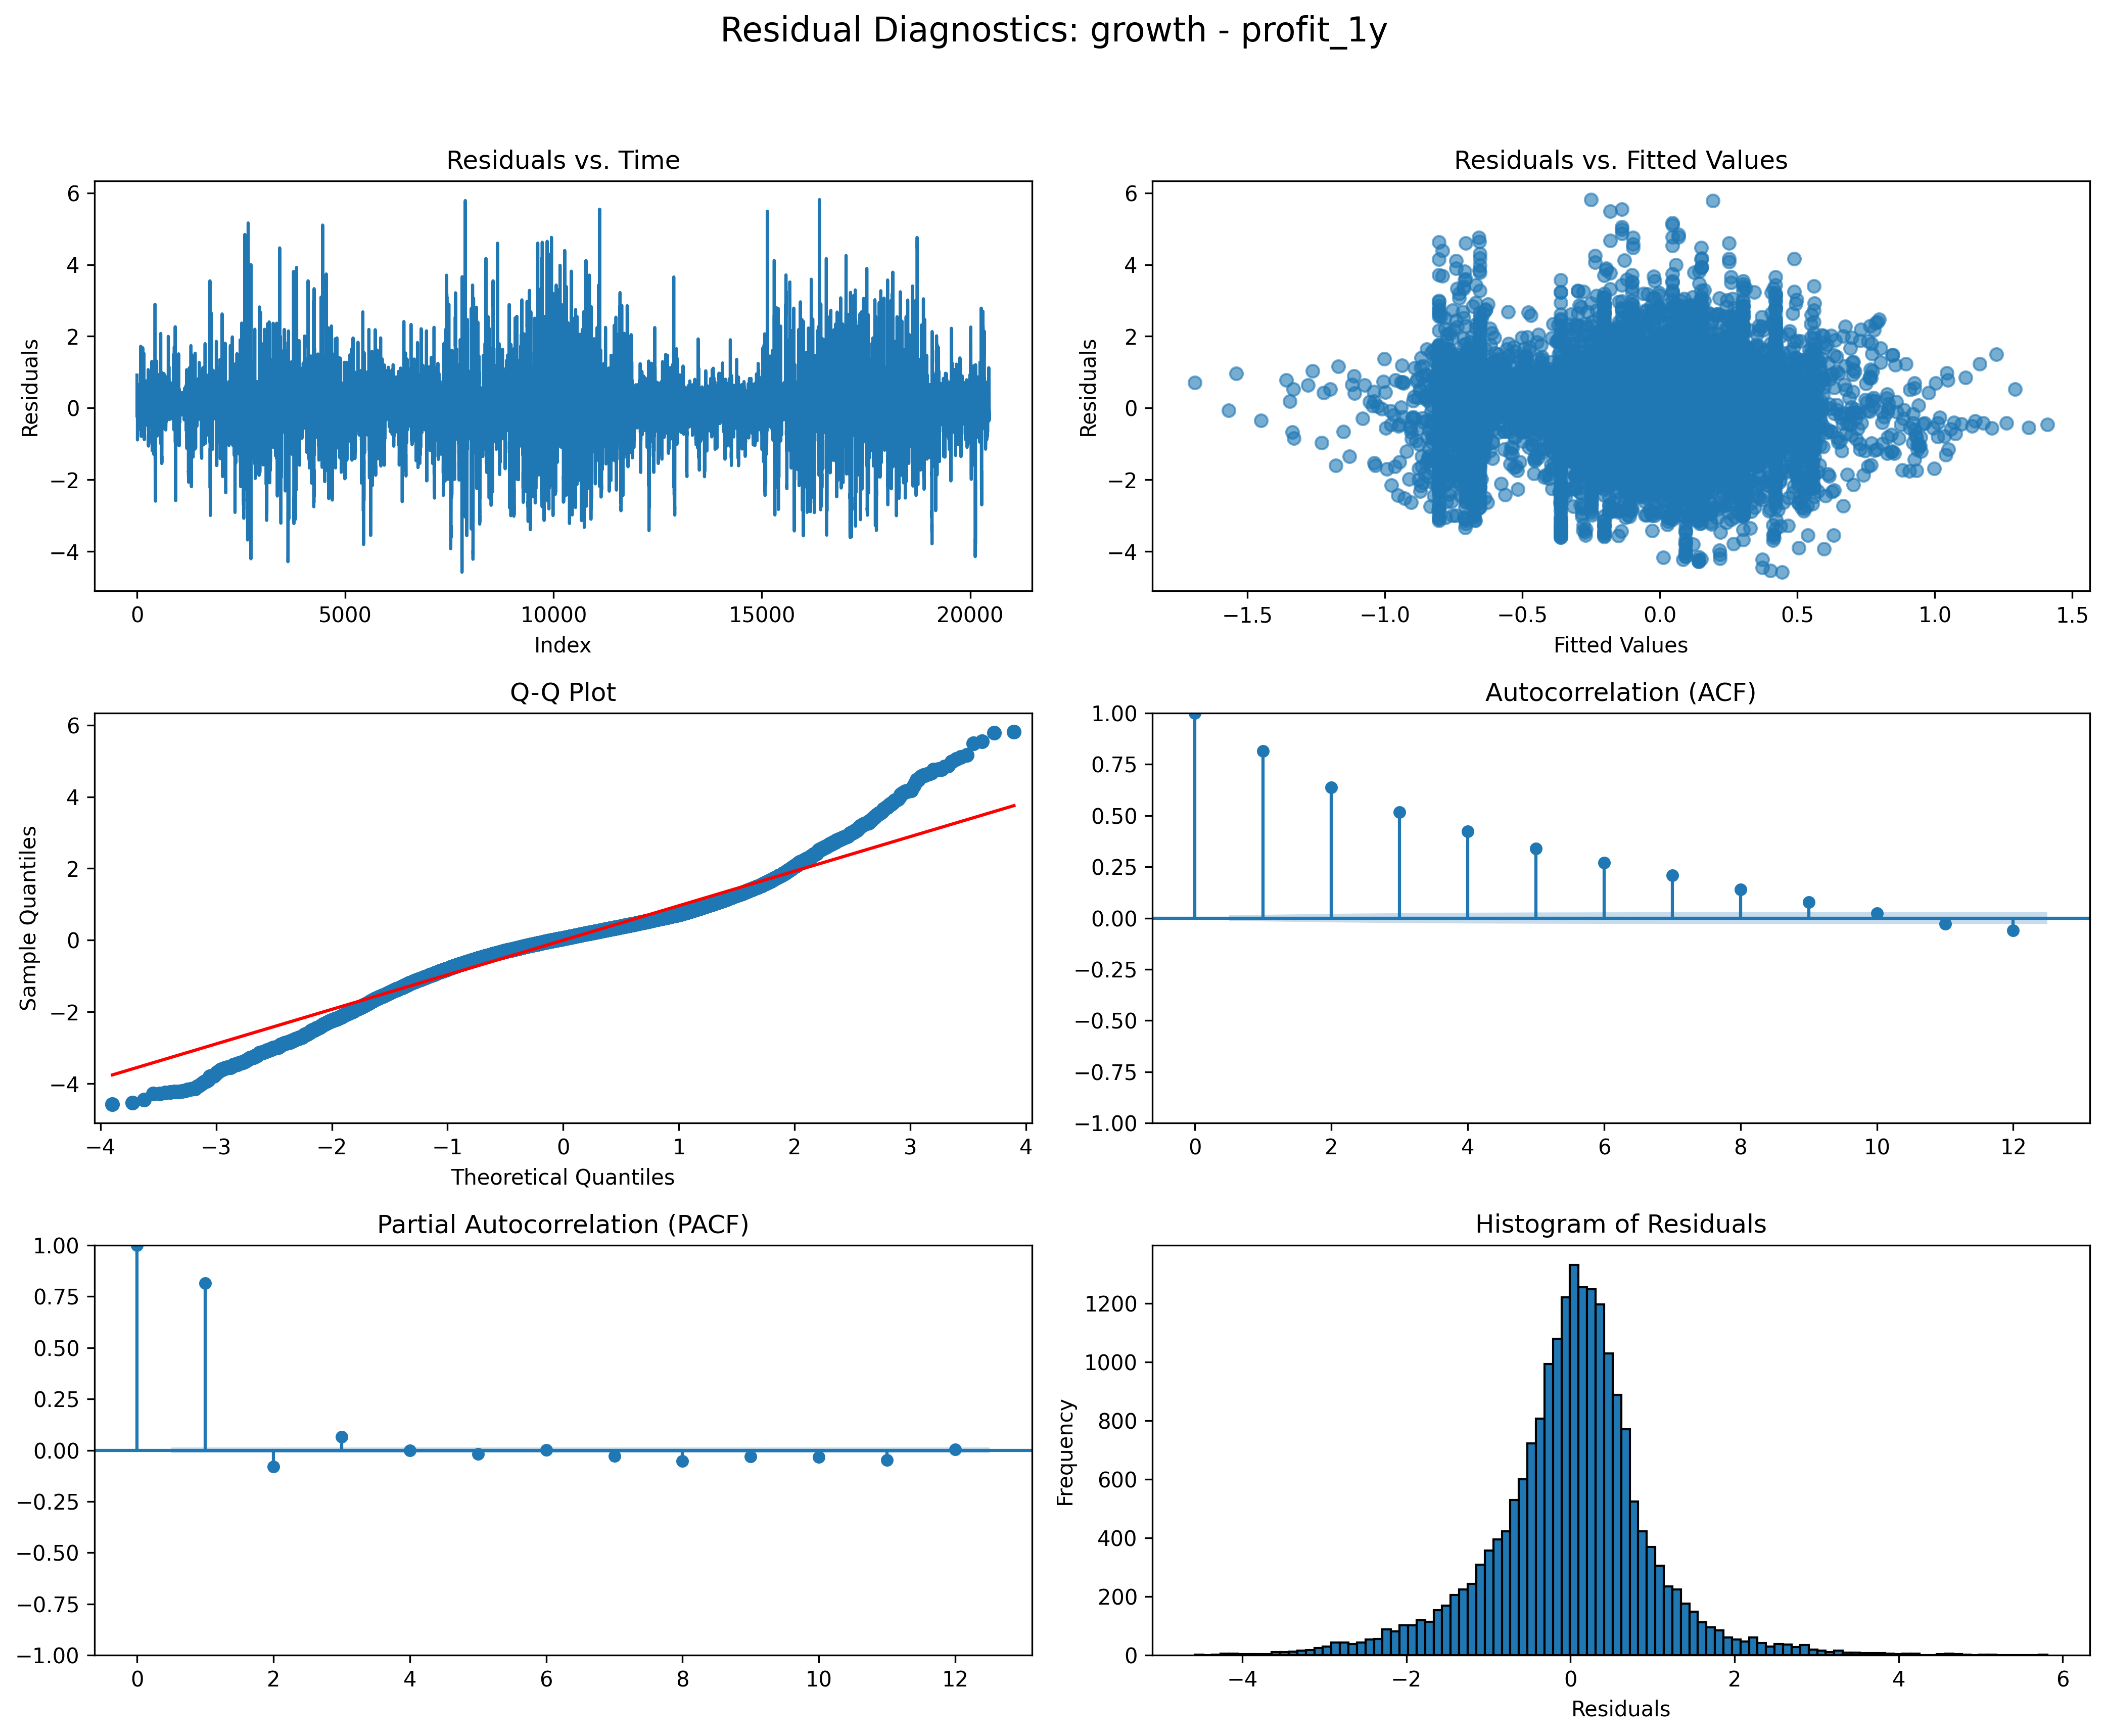 Residual Diagnostics: growth - profit_1y
Residuals vs. Time
6
4
2
0
−2
−4
Residuals
0 5000 10000 15000 20000
Index
Residuals vs. Fitted Values
6
4
2
0
−2
−4
Residuals
−1.5 −1.0 −0.5 0.0 0.5 1.0 1.5
Fitted Values
Q-Q Plot
6
4
2
0
−2
−4
Sample Quantiles
−4 −3 −2 −1 0 1 2 3 4
Theoretical Quantiles
Autocorrelation (ACF)
1.00
0.75
0.50
0.25
0.00
−0.25
−0.50
−0.75
−1.00
0 2 4 6 8 10 12
Partial Autocorrelation (PACF)
1.00
0.75
0.50
0.25
0.00
−0.25
−0.50
−0.75
−1.00
0 2 4 6 8 10 12
Histogram of Residuals
1200
1000
800
600
400
200
0
Frequency
−4 −2 0 2 4 6
Residuals